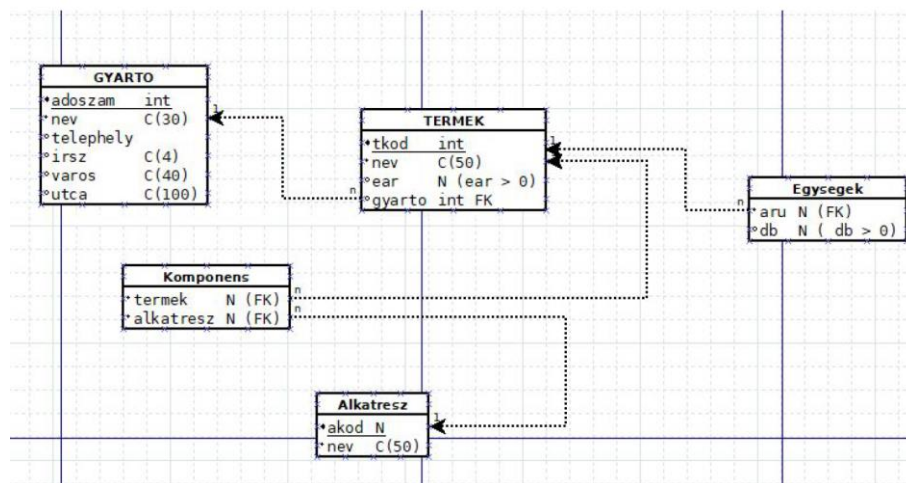 GYARTO
adoszam int
nev C(30)
telephely
irsz C(4)
varos C(40)
utca C(100)
1
n
TERMEK
tkod int
nev C(50)
ear N (ear > 0)
gyarto int FK
1
n
Egysegek
aru N (FK)
db N ( db > 0)
Komponens
termek N (FK)
alkatresz N (FK)
n
n
Alkatresz
akod N
nev C(50)
1